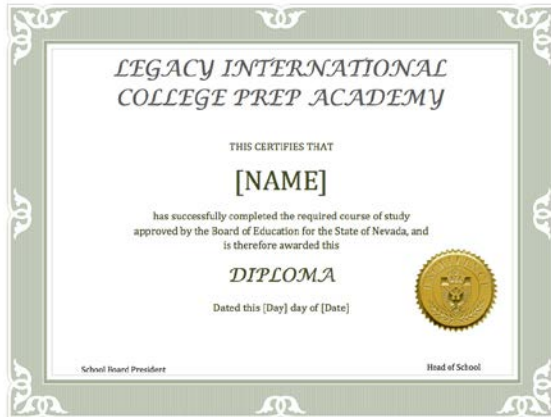 LEGACY INTERNATIONAL
COLLEGE PREP ACADEMY
THIS CERTIFIES THAT
[NAME]
has successfully completed the required course of study
approved by the Board of Education for the State of Nevada, and
is therefore awarded this
DIPLOMA
Dated this [Day] day of [Date]
School Board President
Head of School